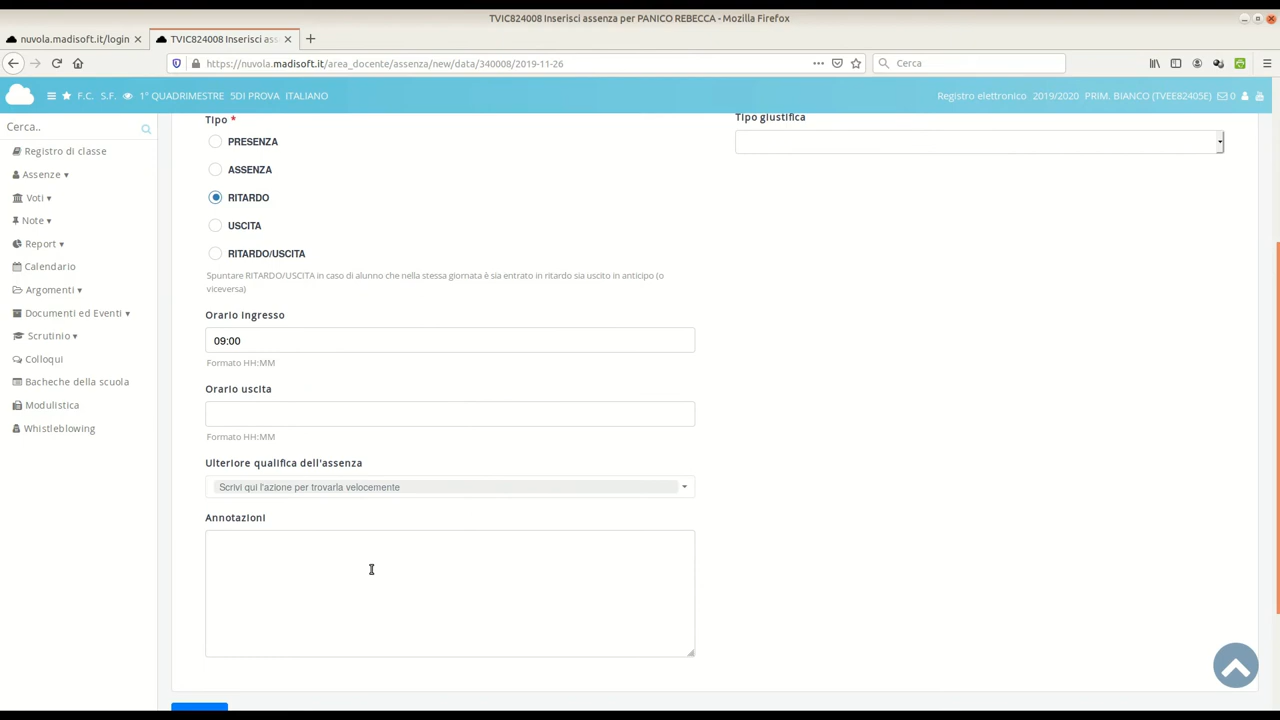 TVIC824008 Inserisci assenza per PANICO REBECCA - Mozilla Firefox
nuvola.madisoft.it/login
TVIC824008 Inserisci ass
https://nuvola.madisoft.it/area_docente/assenza/new/data/340008/2019-11-26
Cerca
F.C. S.F. 1° QUADRIMESTRE 5DI PROVA ITALIANO
Registro elettronico 2019/2020 PRIM. BIANCO (TVEE82405E) 0
Cerca..
Registro di classe
Assenze
Voti
Note
Report
Calendario
Argomenti
Documenti ed Eventi
Scrutinio
Colloqui
Bacheche della scuola
Modulistica
Whistleblowing
Tipo *
PRESENZA
ASSENZA
RITARDO
USCITA
RITARDO/USCITA
Spuntare RITARDO/USCITA in caso di alunno che nella stessa giornata è sia entrato in ritardo sia uscito in anticipo (o
viceversa)
Orario ingresso
09:00
Formato HH:MM
Orario uscita
Formato HH:MM
Ulteriore qualifica dell'assenza
Scrivi qui l'azione per trovarla velocemente
Annotazioni
Tipo giustifica